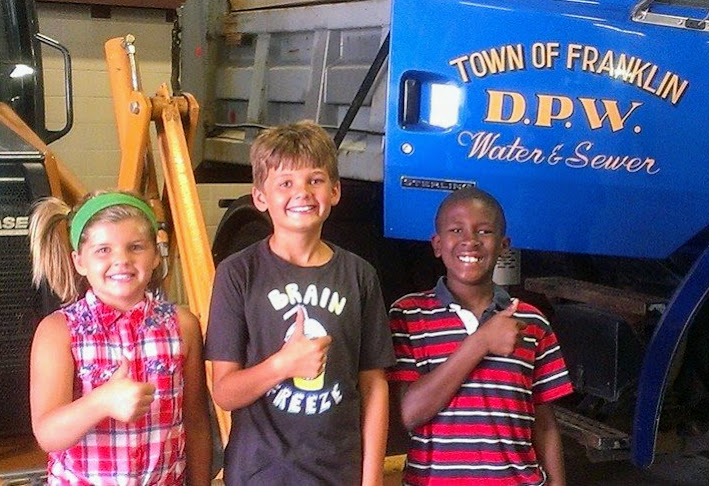 TOWN OF FRANKLIN
D.P.W.
Water & Sewer
STERLING
CASE
BRAIN
FREEZE